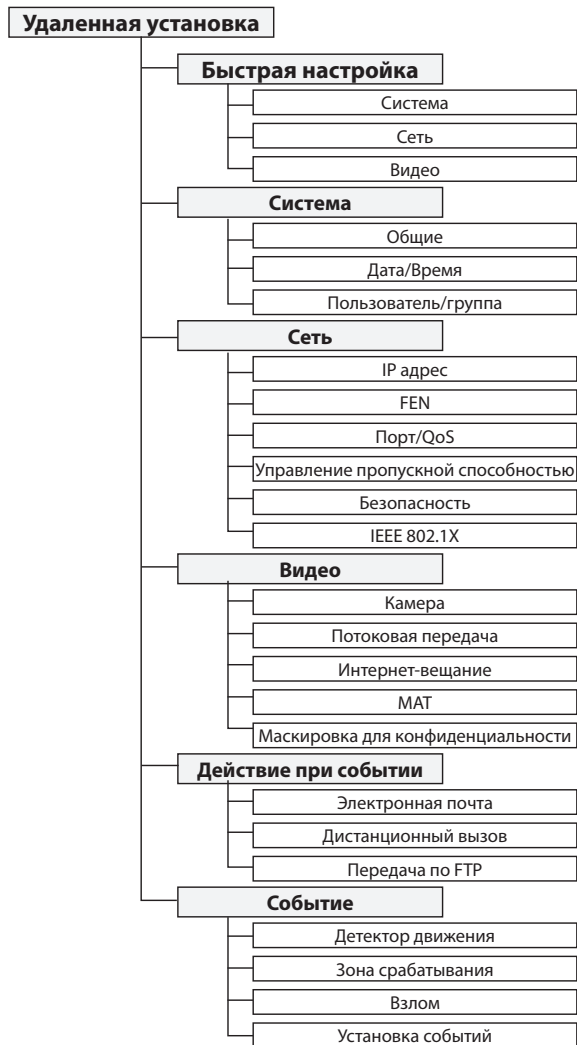 Удаленная установка
Быстрая настройка
Система
Сеть
Видео
Система
Общие
Дата/Время
Пользователь/группа
Сеть
IP адрес
FEN
Порт/QoS
Управление пропускной способностью
Безопасность
IEEE 802.1X
Видео
Камера
Потоковая передача
Интернет-вещание
MAT
Маскировка для конфиденциальности
Действие при событии
Электронная почта
Дистанционный вызов
Передача по FTP
Событие
Детектор движения
Зона срабатывания
Взлом
Установка событий